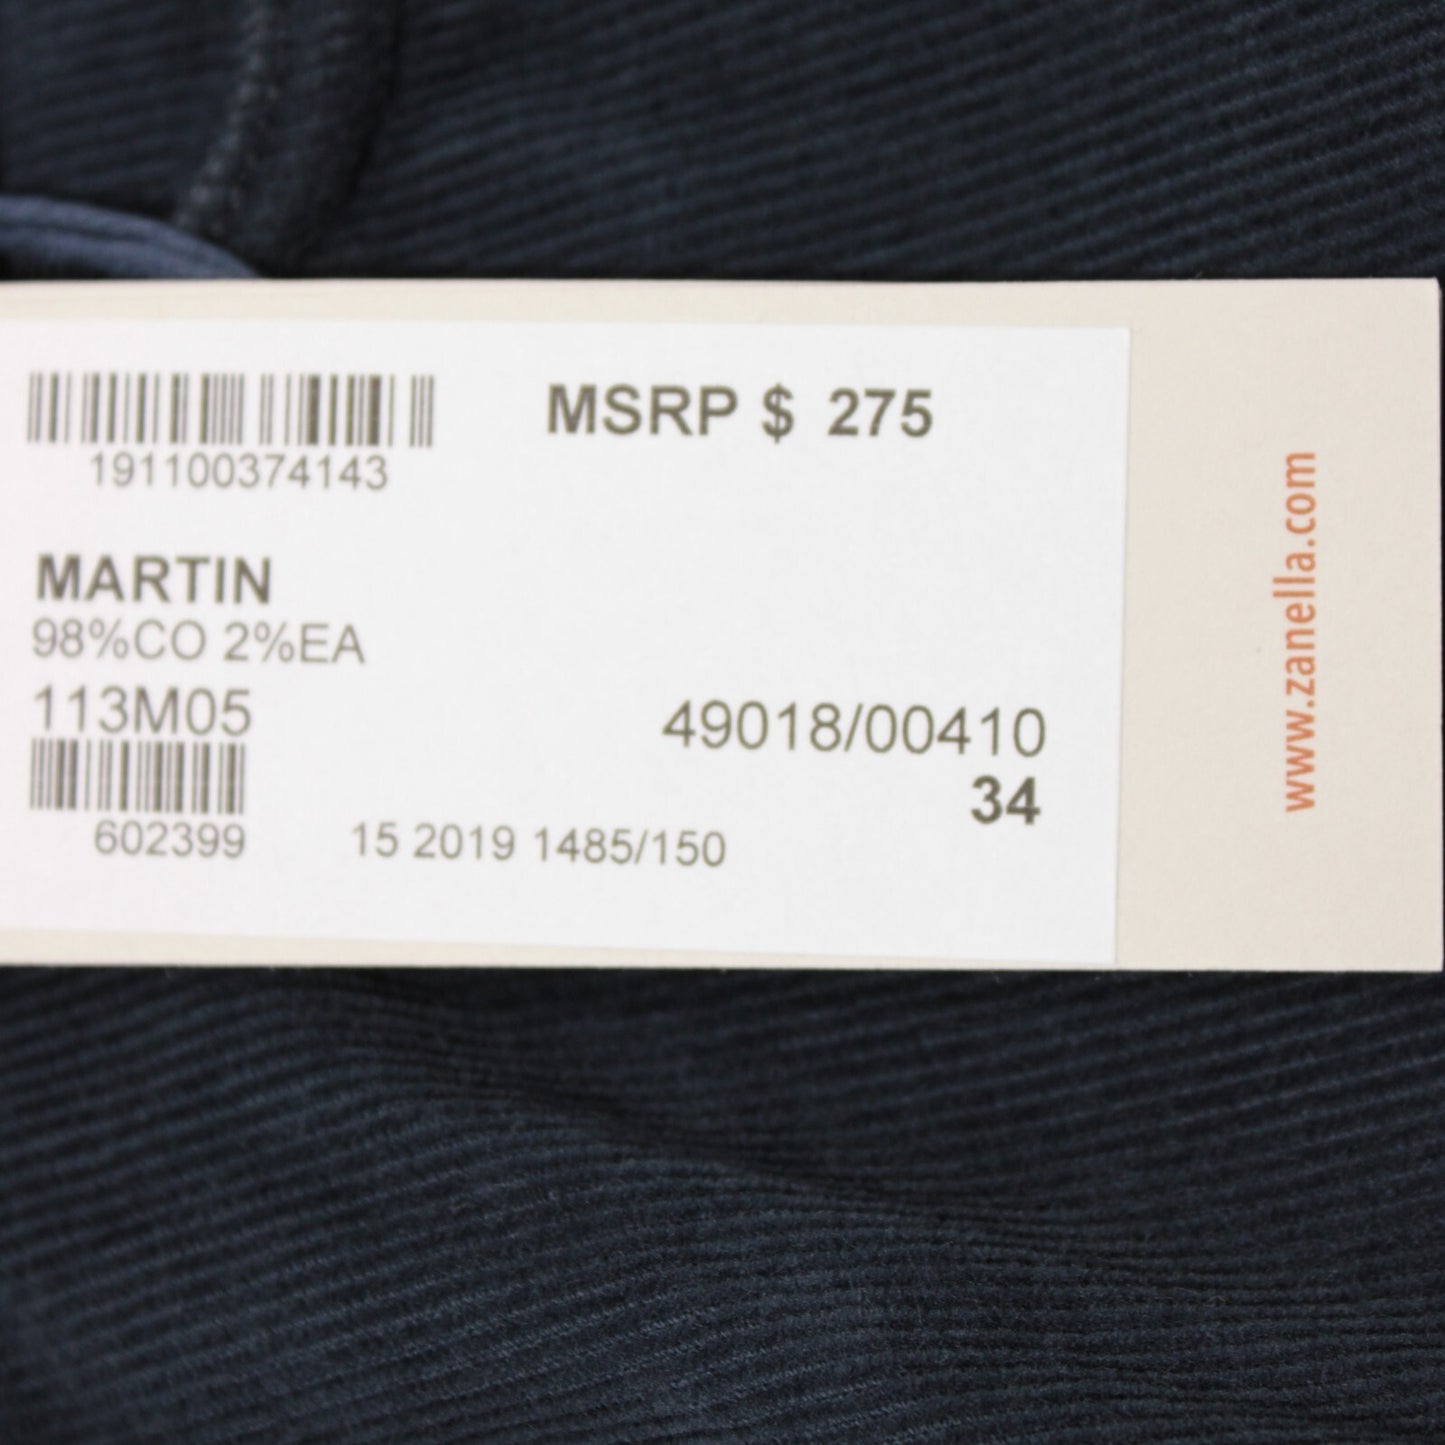 MSRP $ 275
191100374143
MARTIN
98%CO 2%EA
113M05
49018/00410
34
602399
15 2019 1485/150
www.zanella.com